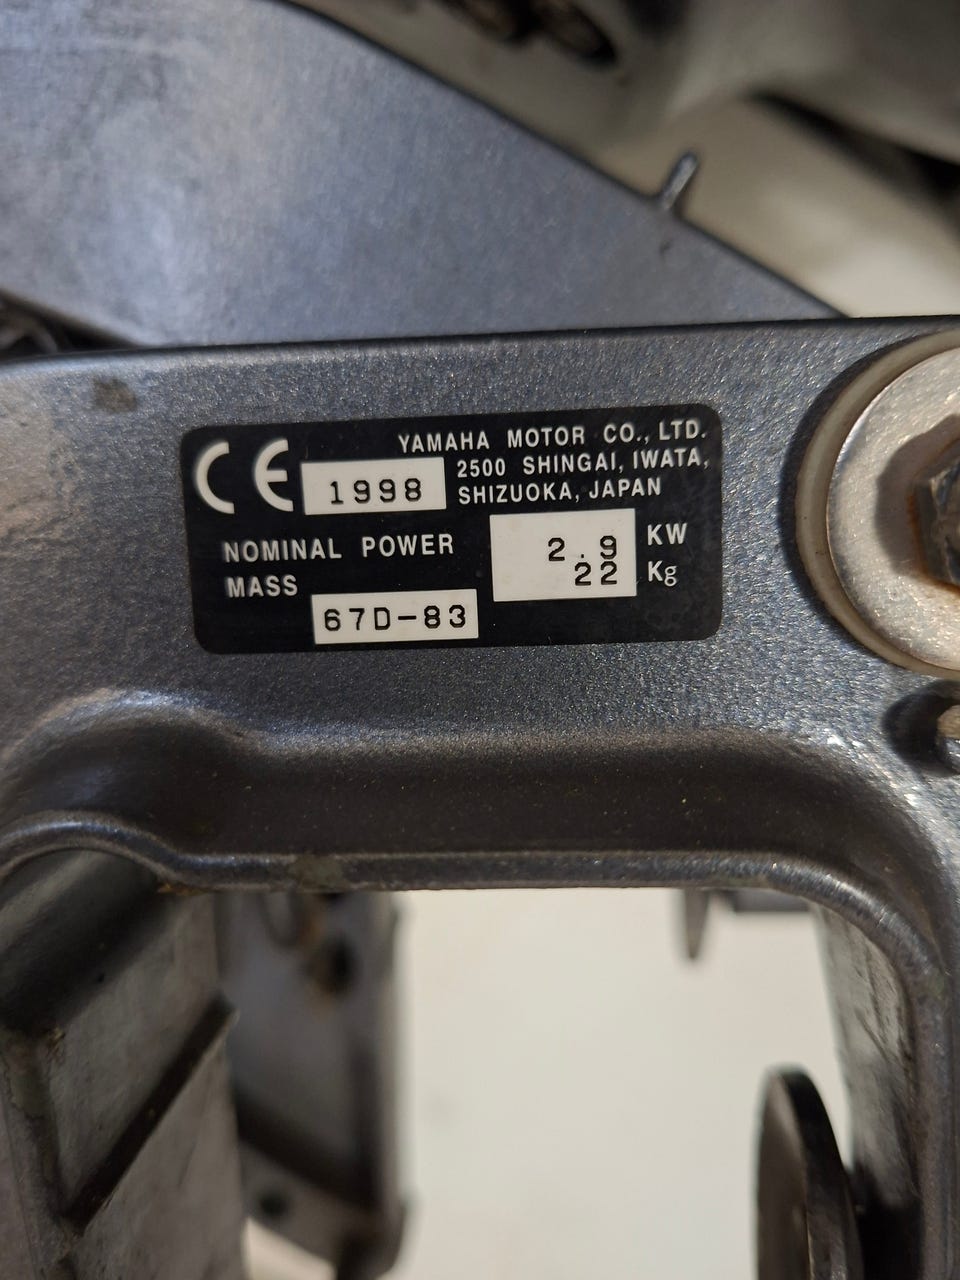 CE YAMAHA MOTOR CO., LTD.
1998 2500 SHINGAI, IWATA,
SHIZUOKA, JAPAN
NOMINAL POWER 2.9 KW
MASS 22 Kg
67D-83